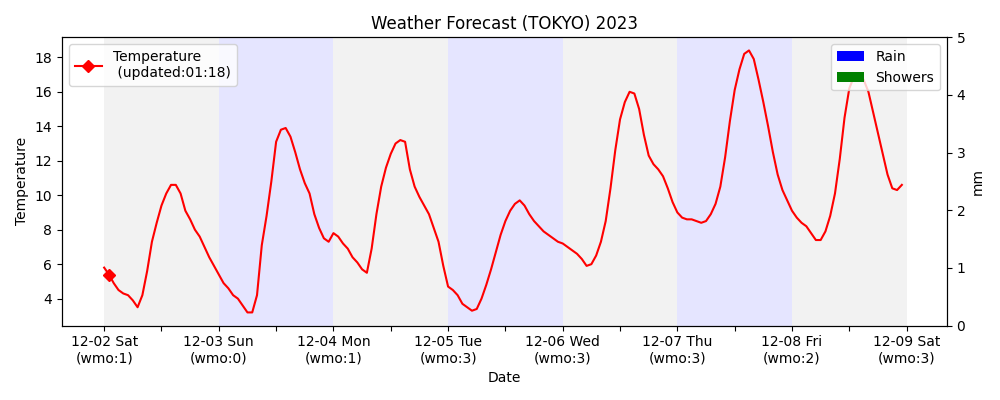 Weather Forecast (TOKYO) 2023
Temperature
(updated:01:18)
Rain
Showers
18
16
14
12
10
8
6
4
Temperature
5
4
3
2
1
0
mm
12-02 Sat
(wmo:1)
12-03 Sun
(wmo:0)
12-04 Mon
(wmo:1)
12-05 Tue
(wmo:3)
12-06 Wed
(wmo:3)
12-07 Thu
(wmo:3)
12-08 Fri
(wmo:2)
12-09 Sat
(wmo:3)
Date